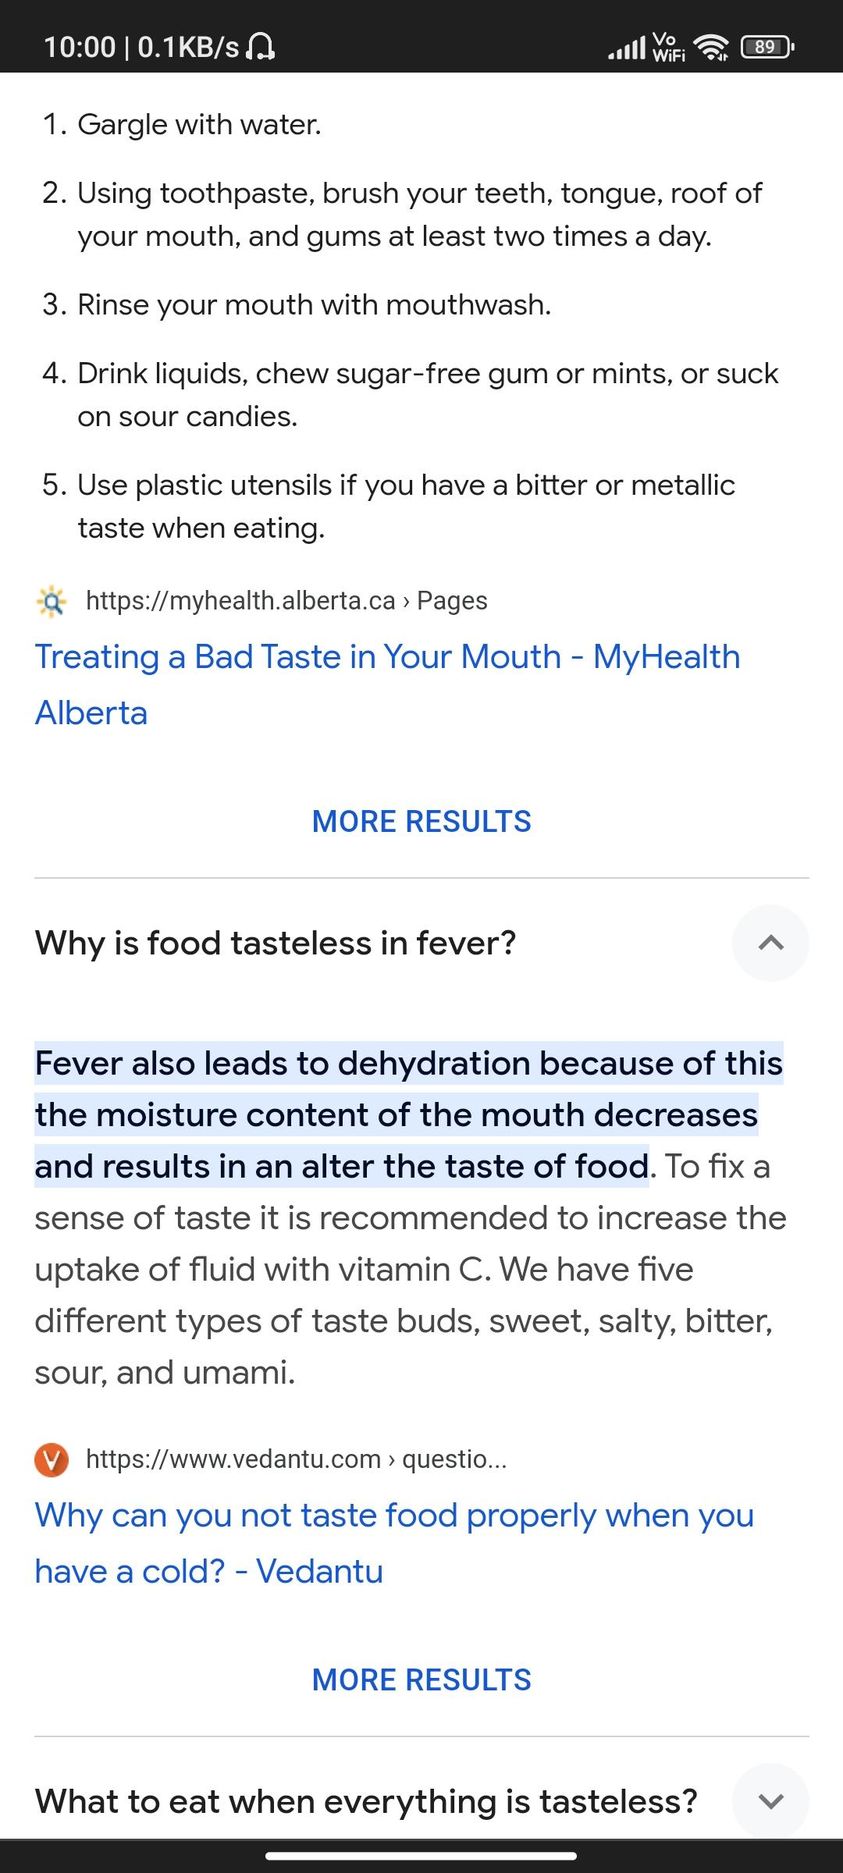 10:00 | 0.1KB/s
Vo
WiFi
89
1. Gargle with water.
2. Using toothpaste, brush your teeth, tongue, roof of
your mouth, and gums at least two times a day.
3. Rinse your mouth with mouthwash.
4. Drink liquids, chew sugar-free gum or mints, or suck
on sour candies.
5. Use plastic utensils if you have a bitter or metallic
taste when eating.
https://myhealth.alberta.ca › Pages
Treating a Bad Taste in Your Mouth - MyHealth
Alberta
MORE RESULTS
Why is food tasteless in fever?
Fever also leads to dehydration because of this
the moisture content of the mouth decreases
and results in an alter the taste of food. To fix a
sense of taste it is recommended to increase the
uptake of fluid with vitamin C. We have five
different types of taste buds, sweet, salty, bitter,
sour, and umami.
https://www.vedantu.com › questio...
Why can you not taste food properly when you
have a cold? - Vedantu
MORE RESULTS
What to eat when everything is tasteless?